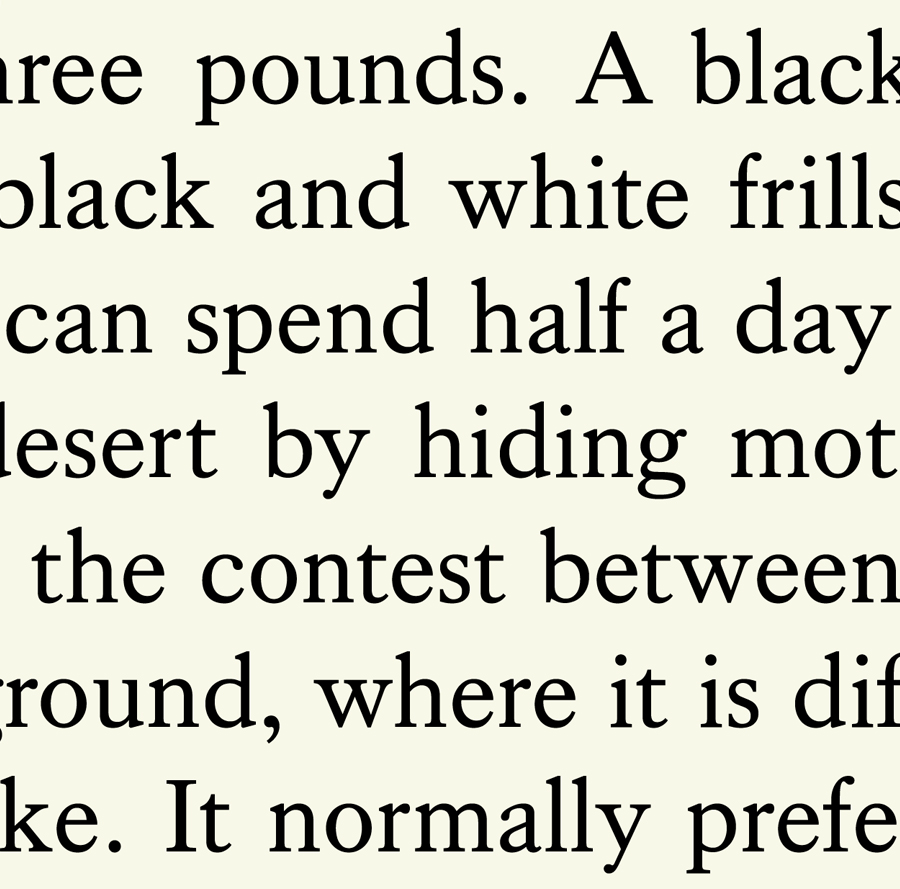 hree pounds. A black
black and white frills
can spend half a day
desert by hiding mot
the contest between
ground, where it is dif
ke. It normally prefe